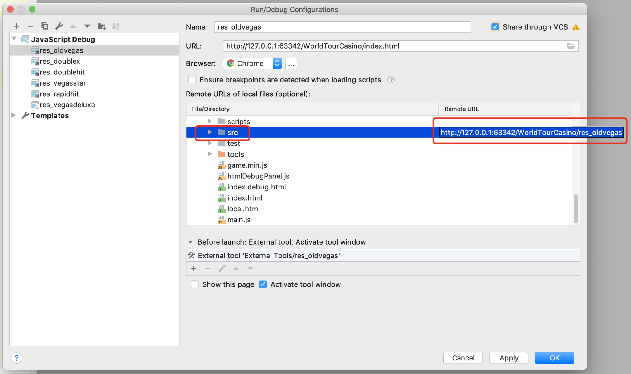 Run/Debug Configurations
Name: res_oldvegas
Share through VCS
JavaScript Debug
res_oldvegas
res_doublex
res_doublehit
res_vegasstar
res_rapidhit
res_vegasdeluxe
Templates
URL: http://127.0.0.1:63342/WorldTourCasino/index.html
Browser: Chrome ...
Ensure breakpoints are detected when loading scripts ?
Remote URLs of local files (optional):
File/Directory Remote URL
scripts
src http://127.0.0.1:63342/WorldTourCasino/res_oldvegas
test
tools
game.min.js
htmlDebugPanel.js
index.debug.html
index.html
local.html
main.js
Before launch: External tool, Activate tool window
External tool 'External Tools/res_oldvegas'
Show this page Activate tool window
? Cancel Apply OK